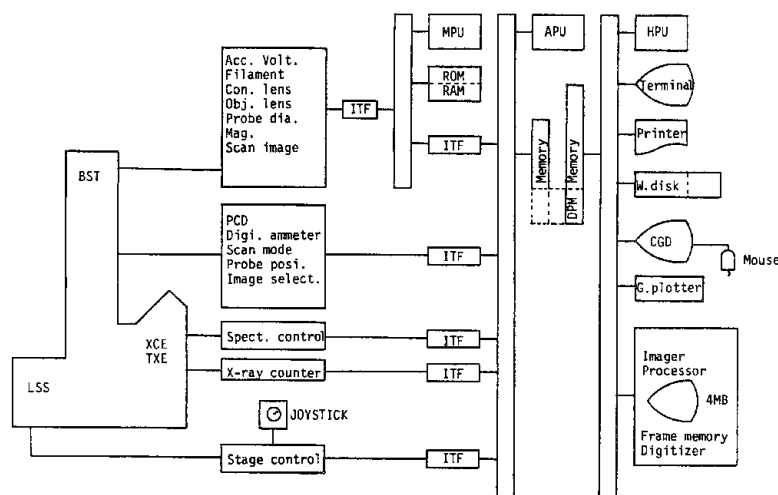 Acc. Volt.
Filament
Con. lens
Obj. lens
Probe dia.
Mag.
Scan image
ITF
MPU
ROM
RAM
ITF
APU
HPU
Terminal
Printer
W.disk
CGD
Mouse
G.plotter
Memory
Memory
DPM
BST
PCD
Digi. ammeter
Scan mode
Probe posi.
Image select.
ITF
XCE
TXE
Spect. control
ITF
X-ray counter
ITF
LSS
JOYSTICK
Stage control
ITF
Imager
Processor
4MB
Frame memory
Digitizer